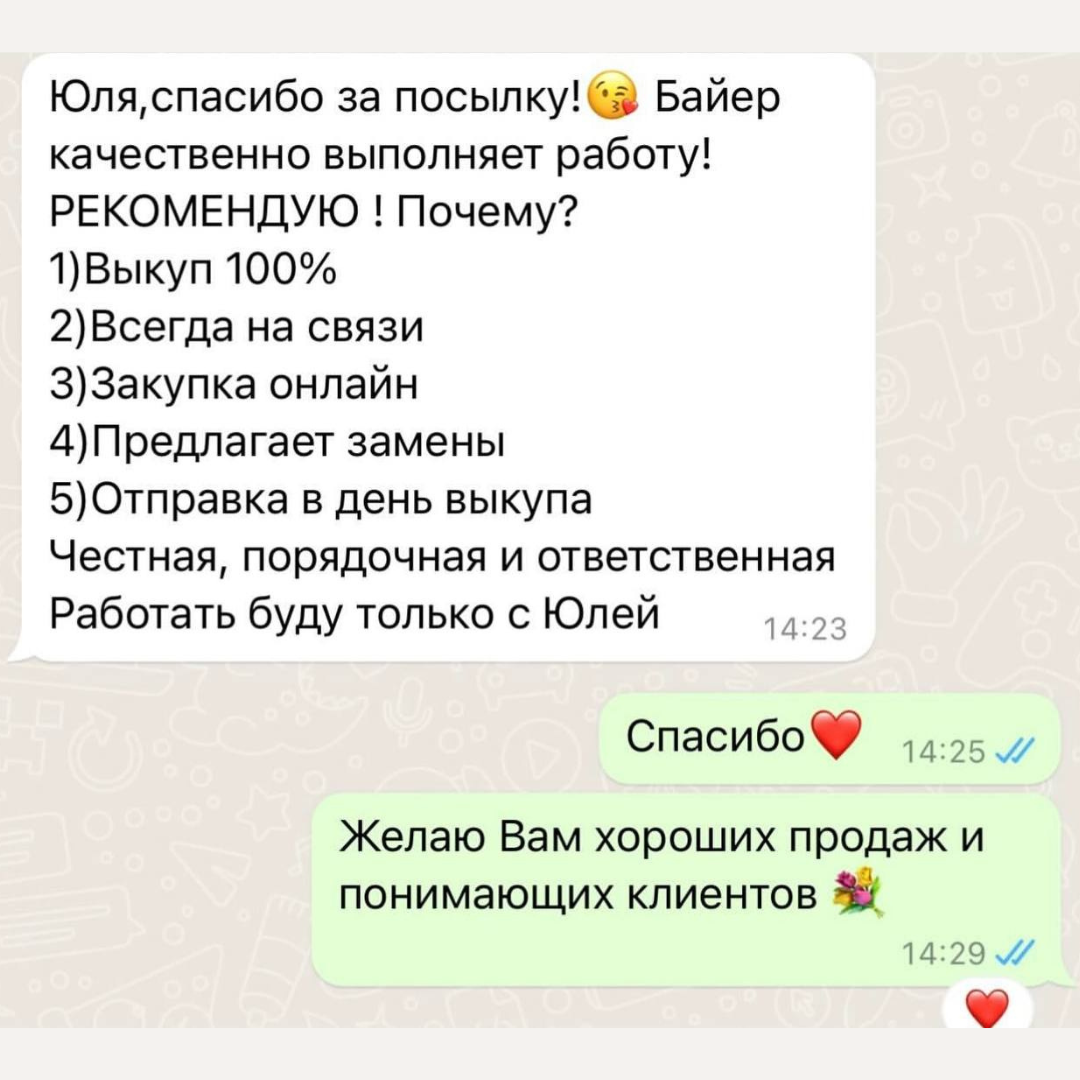 Юля,спасибо за посылку!😘 Байер
качественно выполняет работу!
РЕКОМЕНДУЮ ! Почему?
1)Выкуп 100%
2)Всегда на связи
3)Закупка онлайн
4)Предлагает замены
5)Отправка в день выкупа
Честная, порядочная и ответственная
Работать буду только с Юлей
14:23
Спасибо❤️
14:25
Желаю Вам хороших продаж и
понимающих клиентов 💐
14:29